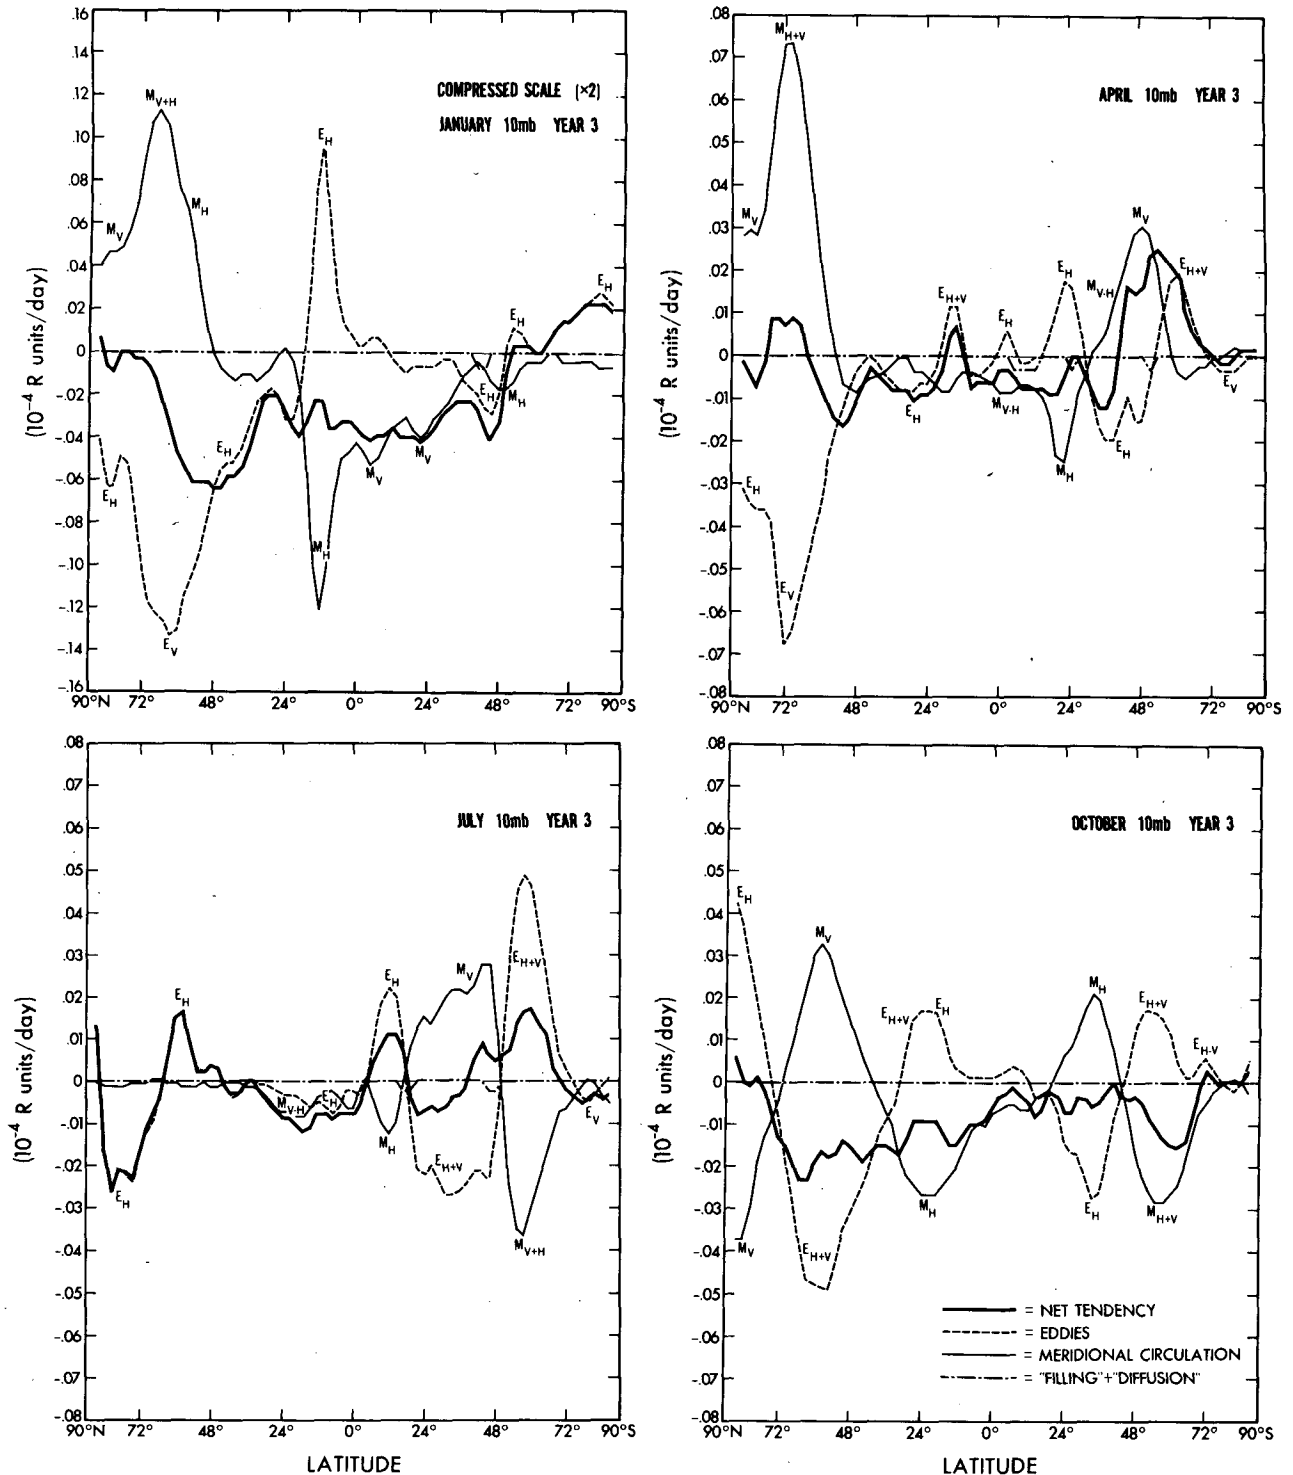 COMPRESSED SCALE (×2)
JANUARY 10mb YEAR 3
(10⁻⁴ R units/day)
.16
.14
.12
.10
.08
.06
.04
.02
0
-.02
-.04
-.06
-.08
-.10
-.12
-.14
-.16
90°N 72° 48° 24° 0° 24° 48° 72° 90°S
M_V
M_V+H
M_H
E_H
E_H
E_H
E_H
E_H
E_V
M_H
M_V
M_V
E_H
M_H
APRIL 10mb YEAR 3
(10⁻⁴ R units/day)
.08
.07
.06
.05
.04
.03
.02
.01
0
-.01
-.02
-.03
-.04
-.05
-.06
-.07
-.08
90°N 72° 48° 24° 0° 24° 48° 72° 90°S
M_H+V
M_V
M_V
E_H+V
E_H
E_H
M_V-H
E_H+V
E_H
M_V-H
M_H
E_H
E_V
E_H
E_V
JULY 10mb YEAR 3
(10⁻⁴ R units/day)
.08
.07
.06
.05
.04
.03
.02
.01
0
-.01
-.02
-.03
-.04
-.05
-.06
-.07
-.08
90°N 72° 48° 24° 0° 24° 48° 72° 90°S
LATITUDE
E_H
E_H
M_V
E_H+V
M_V-H
E_H
M_H
E_H+V
E_V
E_H
M_V+H
OCTOBER 10mb YEAR 3
(10⁻⁴ R units/day)
.08
.07
.06
.05
.04
.03
.02
.01
0
-.01
-.02
-.03
-.04
-.05
-.06
-.07
-.08
90°N 72° 48° 24° 0° 24° 48° 72° 90°S
LATITUDE
E_H
M_V
E_H+V
E_H
M_H
E_H+V
E_H-V
M_V
E_H+V
M_H
E_H
M_H+V
= NET TENDENCY
= EDDIES
= MERIDIONAL CIRCULATION
= "FILLING"+"DIFFUSION"